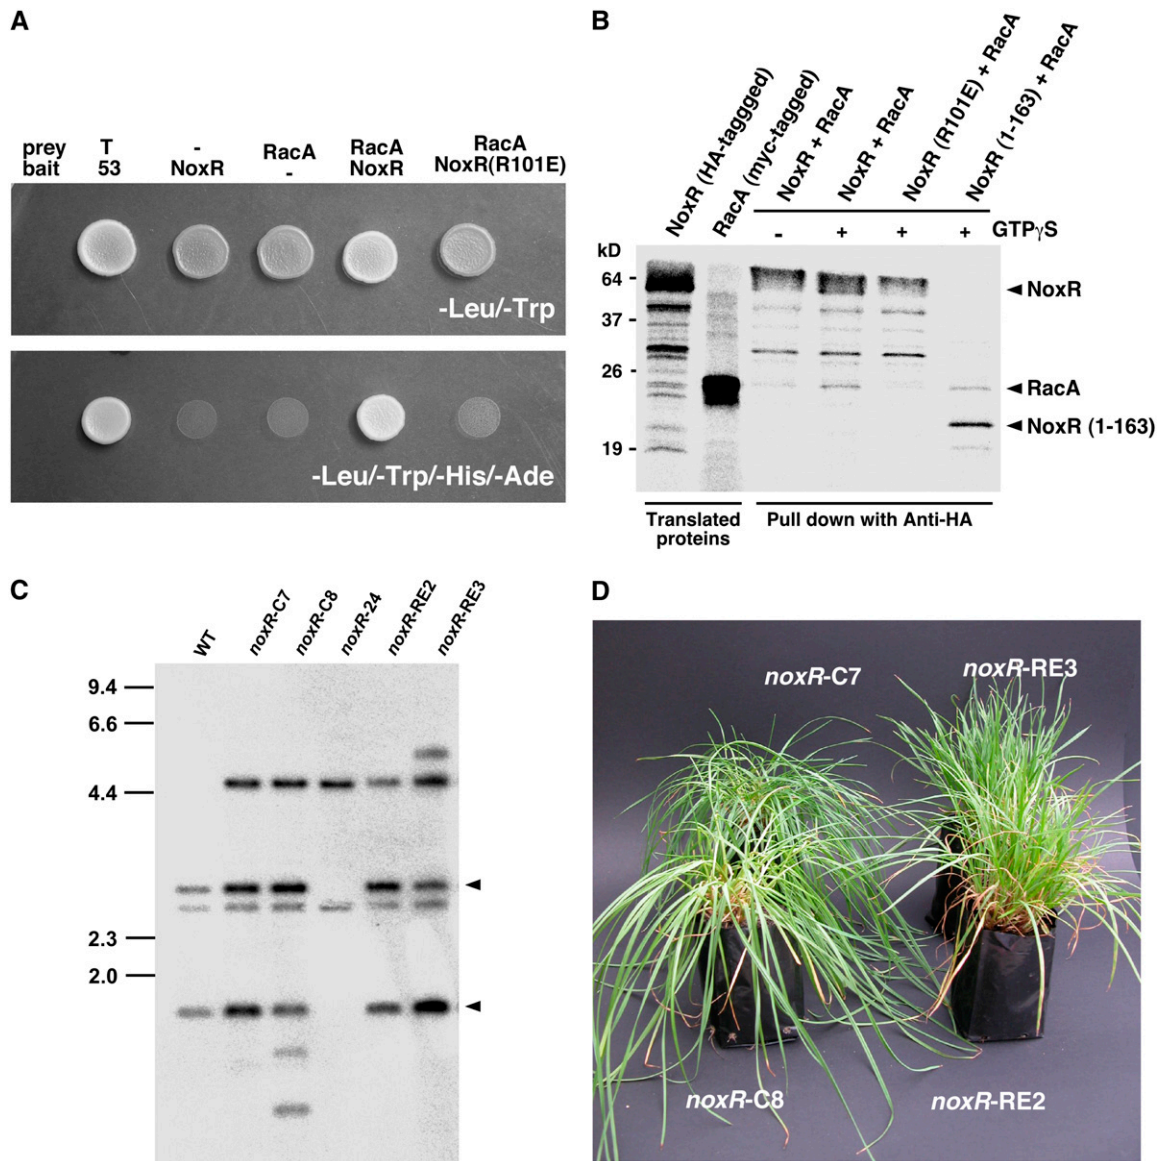 A
prey T - RacA RacA RacA
bait 53 NoxR - NoxR NoxR(R101E)
-Leu/-Trp
-Leu/-Trp/-His/-Ade
B
NoxR (HA-taggged)
RacA (myc-tagged)
NoxR + RacA
NoxR + RacA
NoxR (R101E) + RacA
NoxR (1-163) + RacA
- + + + GTPγS
kD
64
37
26
19
NoxR
RacA
NoxR (1-163)
Translated
proteins
Pull down with Anti-HA
C
WT
noxR-C7
noxR-C8
noxR-24
noxR-RE2
noxR-RE3
9.4
6.6
4.4
2.3
2.0
D
noxR-C7
noxR-RE3
noxR-C8
noxR-RE2